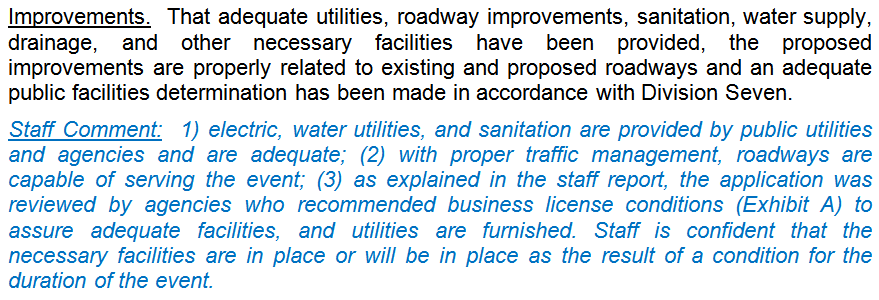 Improvements. That adequate utilities, roadway improvements, sanitation, water supply,
drainage, and other necessary facilities have been provided, the proposed
improvements are properly related to existing and proposed roadways and an adequate
public facilities determination has been made in accordance with Division Seven.
Staff Comment: 1) electric, water utilities, and sanitation are provided by public utilities
and agencies and are adequate; (2) with proper traffic management, roadways are
capable of serving the event; (3) as explained in the staff report, the application was
reviewed by agencies who recommended business license conditions (Exhibit A) to
assure adequate facilities, and utilities are furnished. Staff is confident that the
necessary facilities are in place or will be in place as the result of a condition for the
duration of the event.